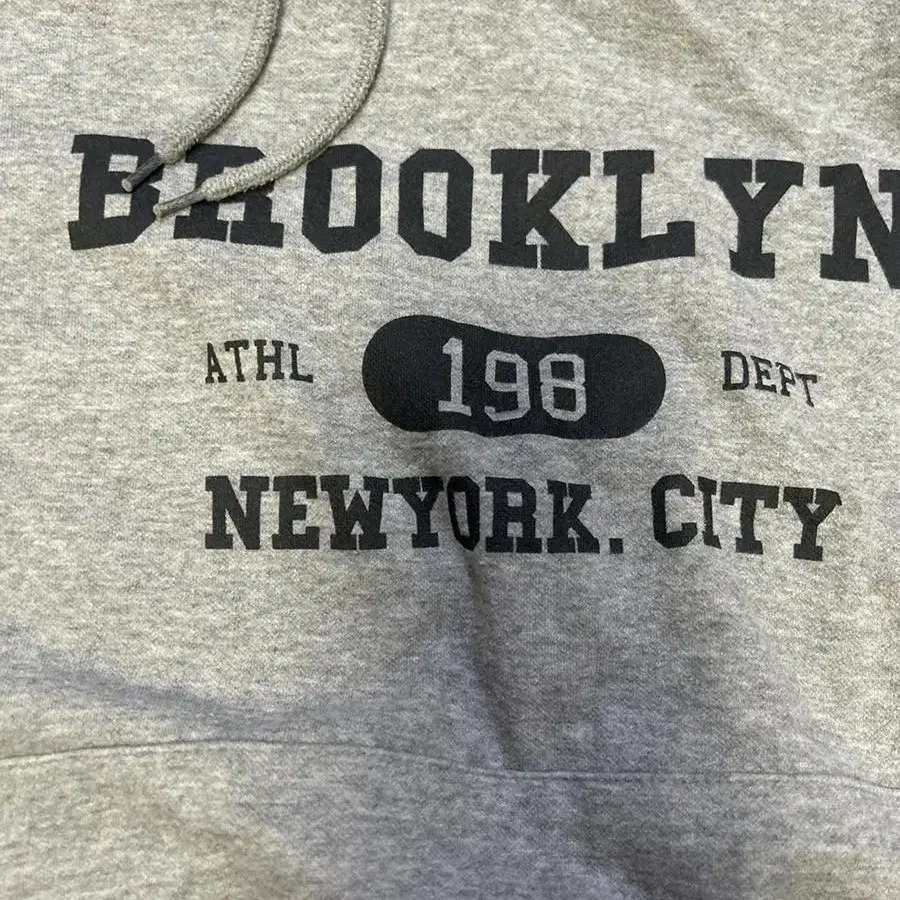 BROOKLYN
ATHL 198 DEPT
NEWYORK. CITY